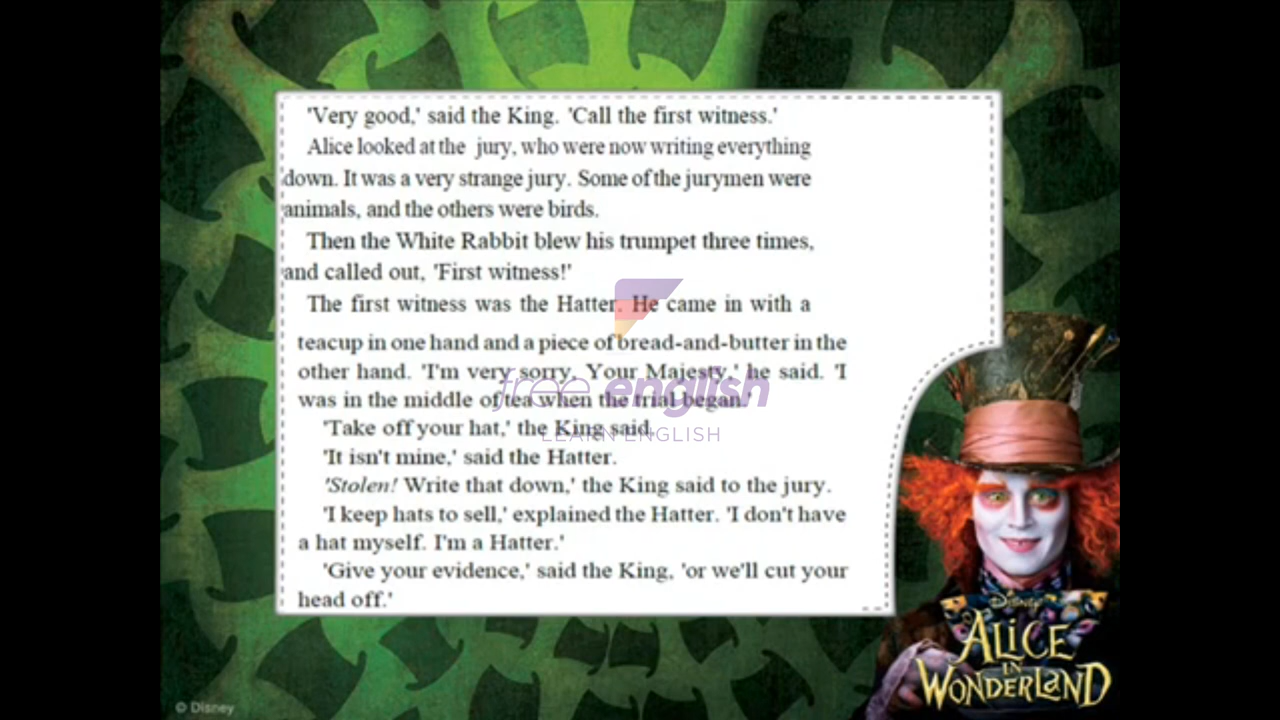 'Very good,' said the King. 'Call the first witness.'
Alice looked at the jury, who were now writing everything
down. It was a very strange jury. Some of the jurymen were
animals, and the others were birds.
Then the White Rabbit blew his trumpet three times,
and called out, 'First witness!'
The first witness was the Hatter. He came in with a
teacup in one hand and a piece of bread-and-butter in the
other hand. 'I'm very sorry, Your Majesty,' he said. 'I
was in the middle of tea when the trial began.'
free english
LEARN ENGLISH
'Take off your hat,' the King said.
'It isn't mine,' said the Hatter.
'Stolen! Write that down,' the King said to the jury.
'I keep hats to sell,' explained the Hatter. 'I don't have
a hat myself. I'm a Hatter.'
'Give your evidence,' said the King, 'or we'll cut your
head off.'
Disney
ALICE
IN
WONDERLAND
© Disney